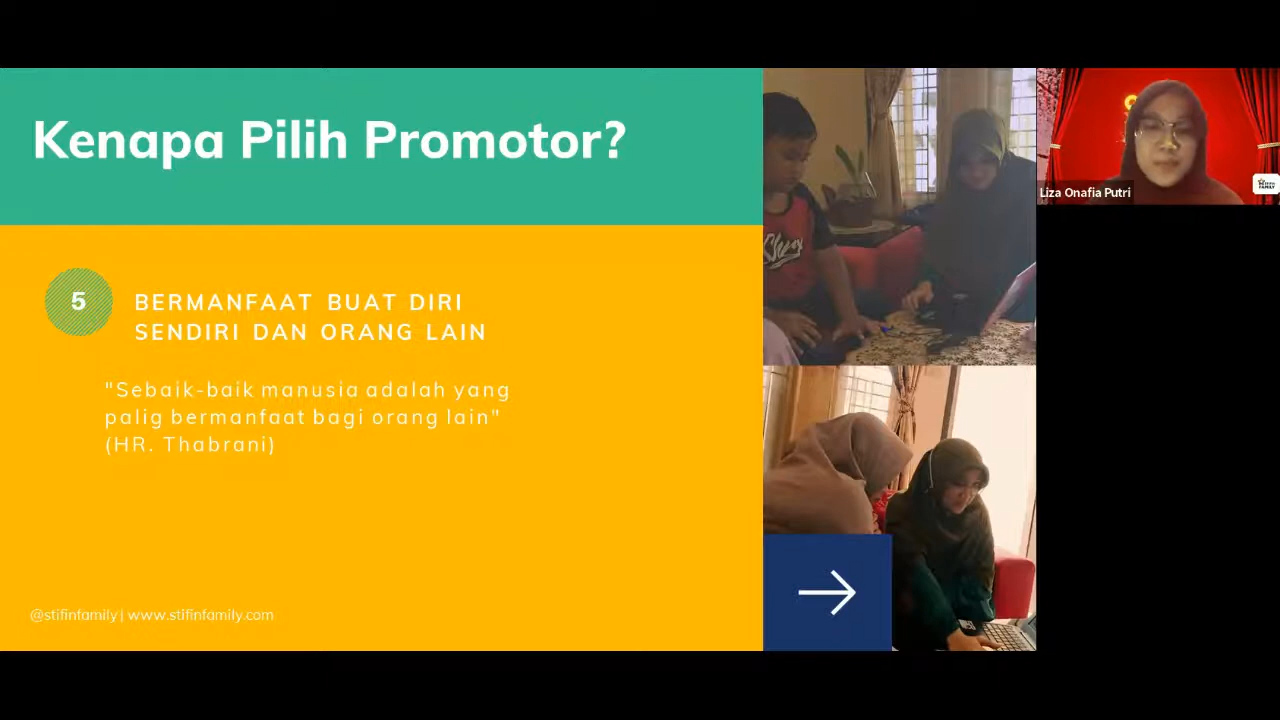 Kenapa Pilih Promotor?
5
BERMANFAAT BUAT DIRI
SENDIRI DAN ORANG LAIN
"Sebaik-baik manusia adalah yang
palig bermanfaat bagi orang lain"
(HR. Thabrani)
@stifinfamily | www.stifinfamily.com
Liza Onafia Putri
FAMILY